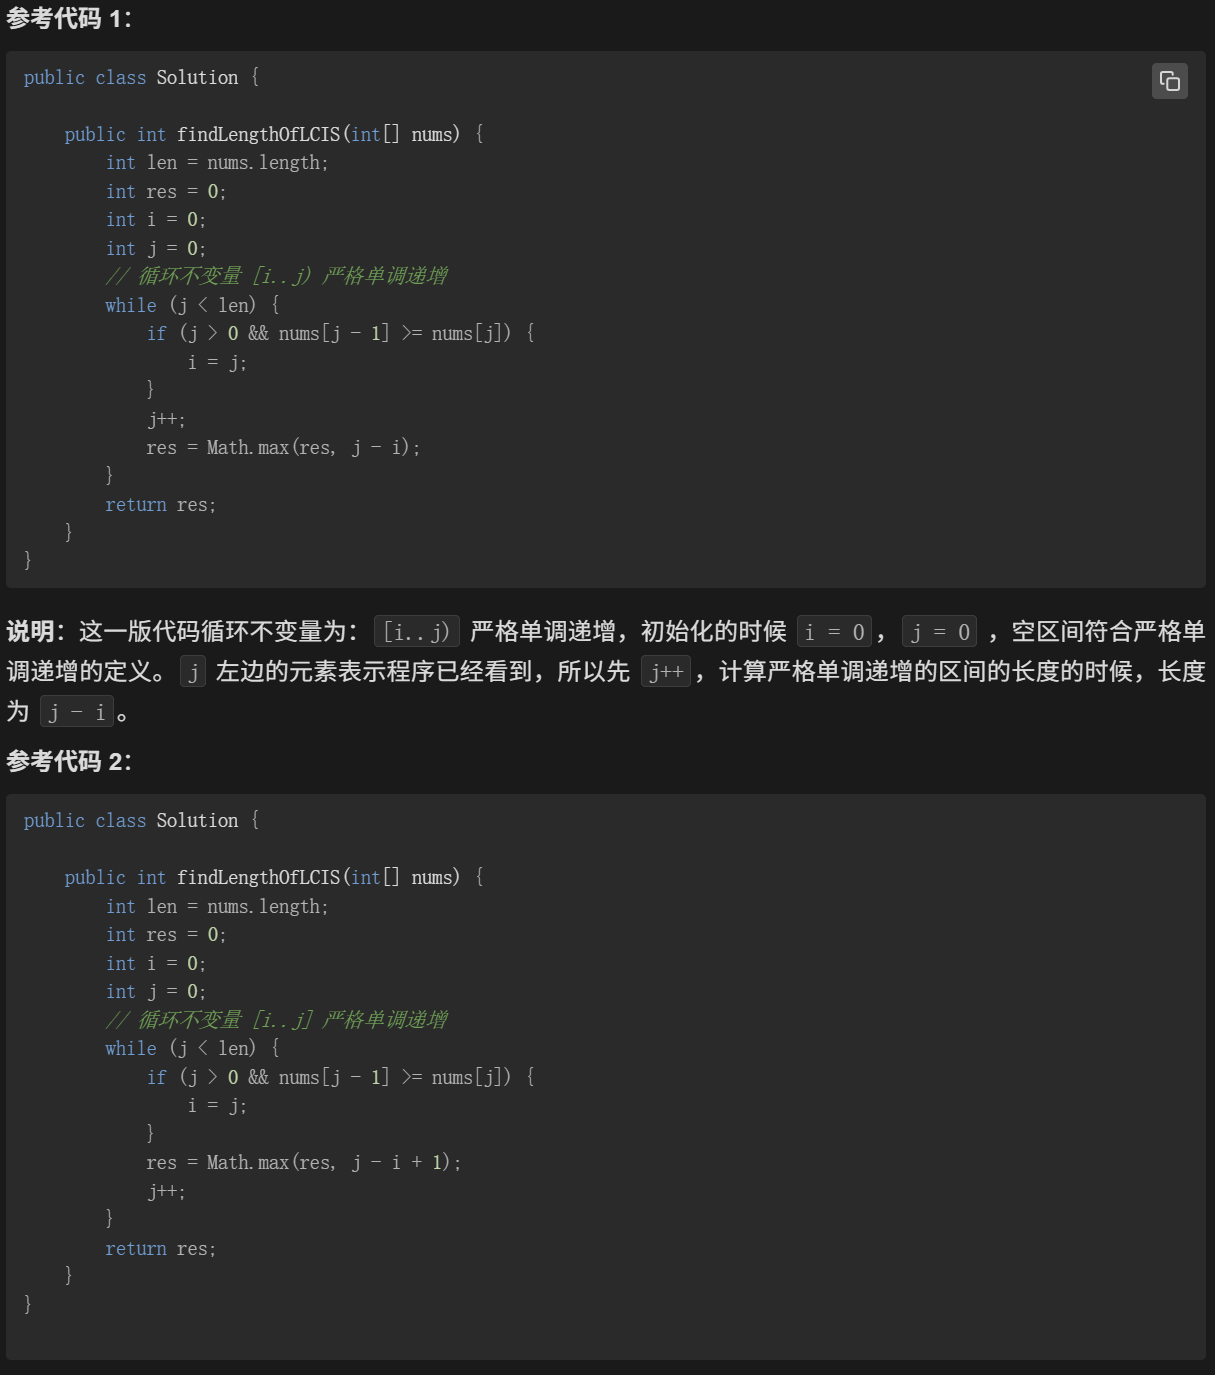 参考代码 1：
public class Solution {
    public int findLengthOfLCIS(int[] nums) {
        int len = nums.length;
        int res = 0;
        int i = 0;
        int j = 0;
        // 循环不变量 [i..j) 严格单调递增
        while (j < len) {
            if (j > 0 && nums[j - 1] >= nums[j]) {
                i = j;
            }
            j++;
            res = Math.max(res, j - i);
        }
        return res;
    }
}
说明：这一版代码循环不变量为： [i..j) 严格单调递增，初始化的时候 i = 0 ， j = 0 ，空区间符合严格单
调递增的定义。 j 左边的元素表示程序已经看到，所以先 j++ ，计算严格单调递增的区间的长度的时候，长度
为 j - i 。
参考代码 2：
public class Solution {
    public int findLengthOfLCIS(int[] nums) {
        int len = nums.length;
        int res = 0;
        int i = 0;
        int j = 0;
        // 循环不变量 [i..j] 严格单调递增
        while (j < len) {
            if (j > 0 && nums[j - 1] >= nums[j]) {
                i = j;
            }
            res = Math.max(res, j - i + 1);
            j++;
        }
        return res;
    }
}